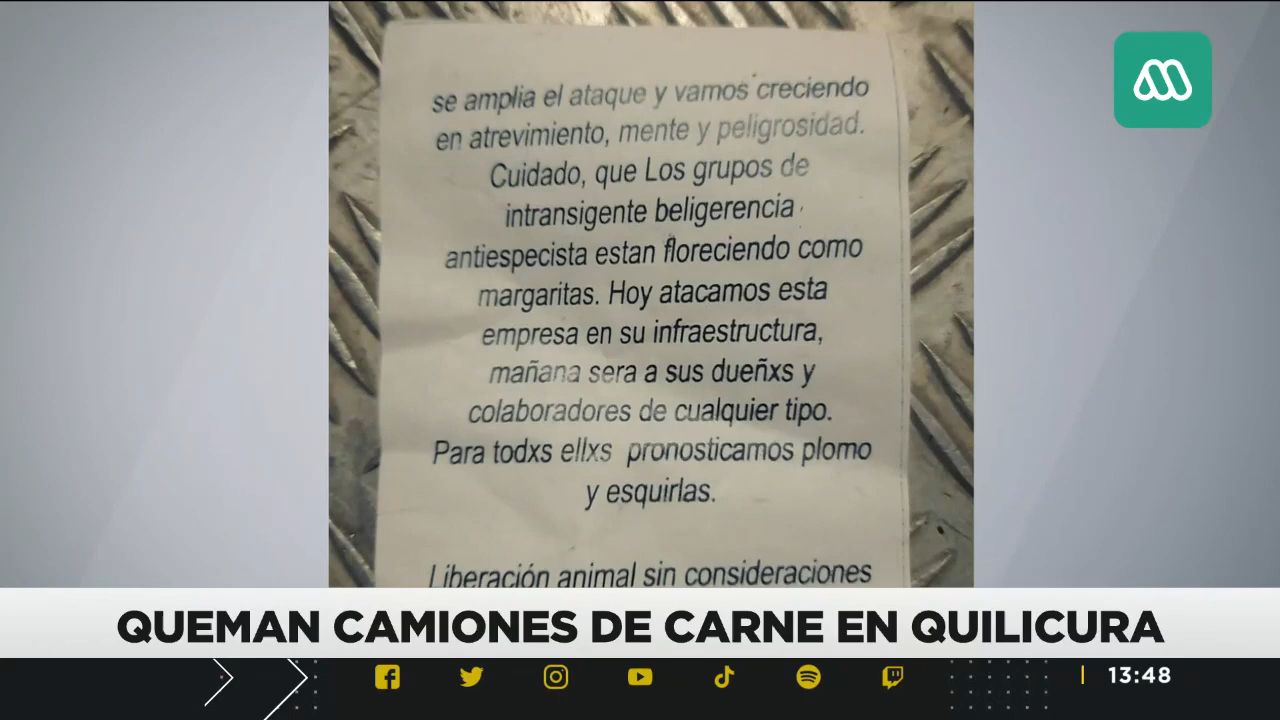 se amplia el ataque y vamos creciendo
en atrevimiento, mente y peligrosidad.
Cuidado, que Los grupos de
intransigente beligerencia
antiespecista estan floreciendo como
margaritas. Hoy atacamos esta
empresa en su infraestructura,
mañana sera a sus dueñxs y
colaboradores de cualquier tipo.
Para todxs ellxs pronosticamos plomo
y esquirlas.
Liberación animal sin consideraciones
QUEMAN CAMIONES DE CARNE EN QUILICURA
13:48